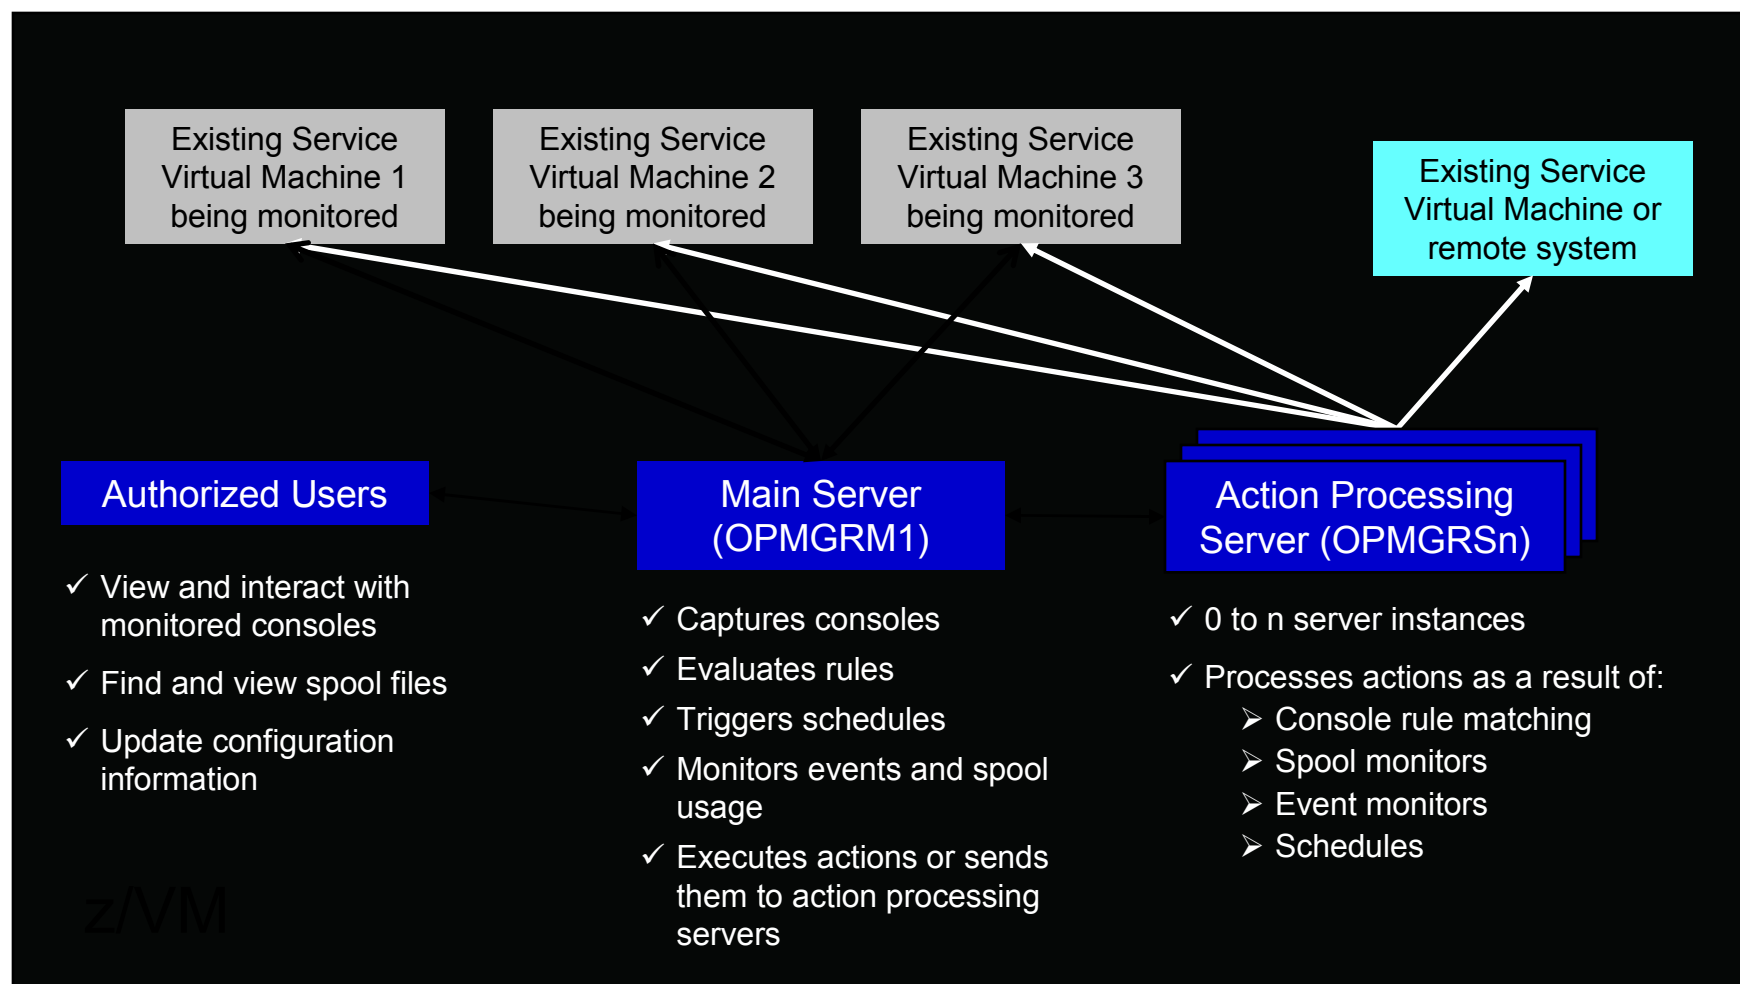 Existing Service
Virtual Machine 1
being monitored
Existing Service
Virtual Machine 2
being monitored
Existing Service
Virtual Machine 3
being monitored
Existing Service
Virtual Machine or
remote system
Authorized Users
Main Server
(OPMGRM1)
Action Processing
Server (OPMGRSn)
✓ View and interact with
monitored consoles
✓ Find and view spool files
✓ Update configuration
information
✓ Captures consoles
✓ Evaluates rules
✓ Triggers schedules
✓ Monitors events and spool
usage
✓ Executes actions or sends
them to action processing
servers
✓ 0 to n server instances
✓ Processes actions as a result of:
➢ Console rule matching
➢ Spool monitors
➢ Event monitors
➢ Schedules
z/VM